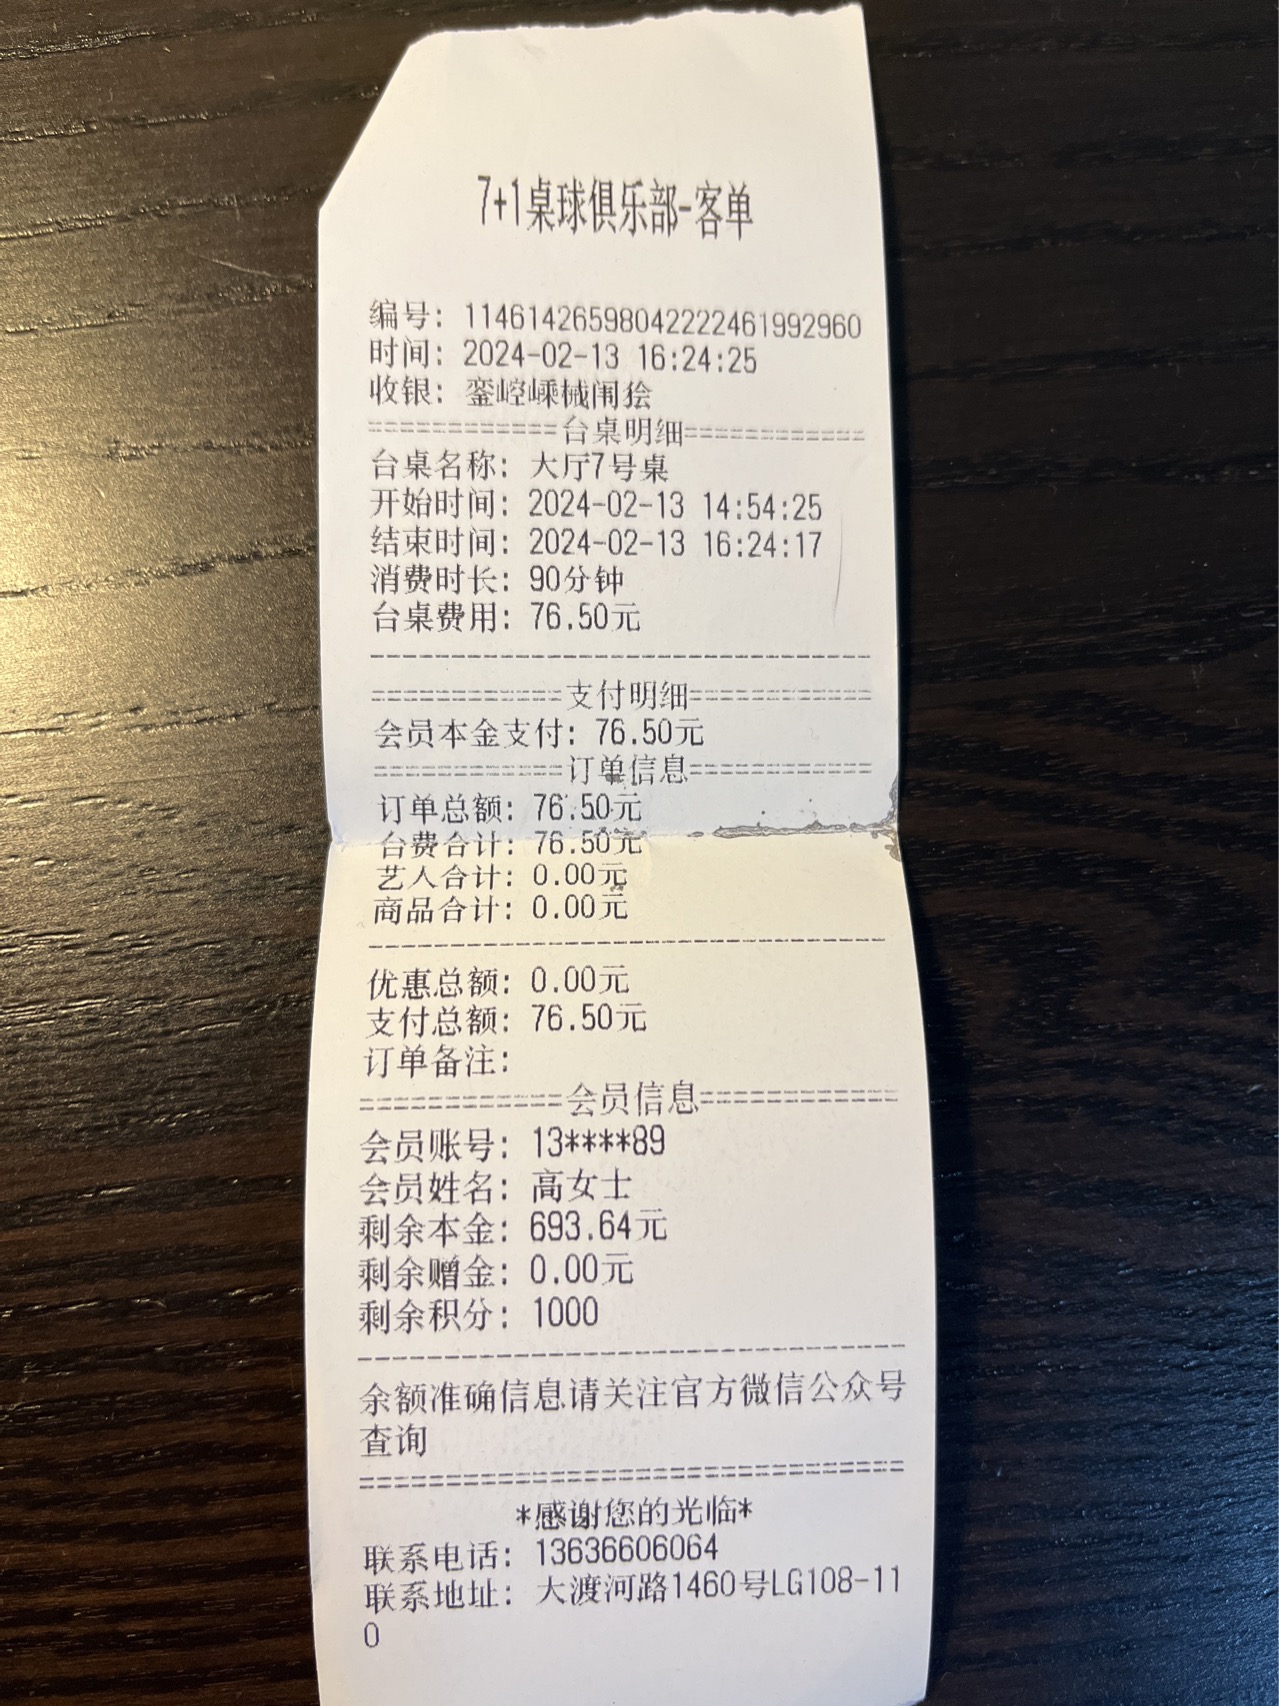 7+1桌球俱乐部-客单
编号: 1146142659804222246199296​0
时间: 2024-02-13 16:24:25
收银: 銮崆嵊械闱狯
============台桌明细============
台桌名称: 大厅7号桌
开始时间: 2024-02-13 14:54:25
结束时间: 2024-02-13 16:24:17
消费时长: 90分钟
台桌费用: 76.50元
--------------------------------
============支付明细============
会员本金支付: 76.50元
============订单信息============
订单总额: 76.50元
台费合计: 76.50元
艺人合计: 0.00元
商品合计: 0.00元
--------------------------------
优惠总额: 0.00元
支付总额: 76.50元
订单备注:
============会员信息============
会员账号: 13****89
会员姓名: 高女士
剩余本金: 693.64元
剩余赠金: 0.00元
剩余积分: 1000
--------------------------------
余额准确信息请关注官方微信公众号
查询
================================
*感谢您的光临*
联系电话: 13636606064
联系地址: 大渡河路1460号LG108-11
0